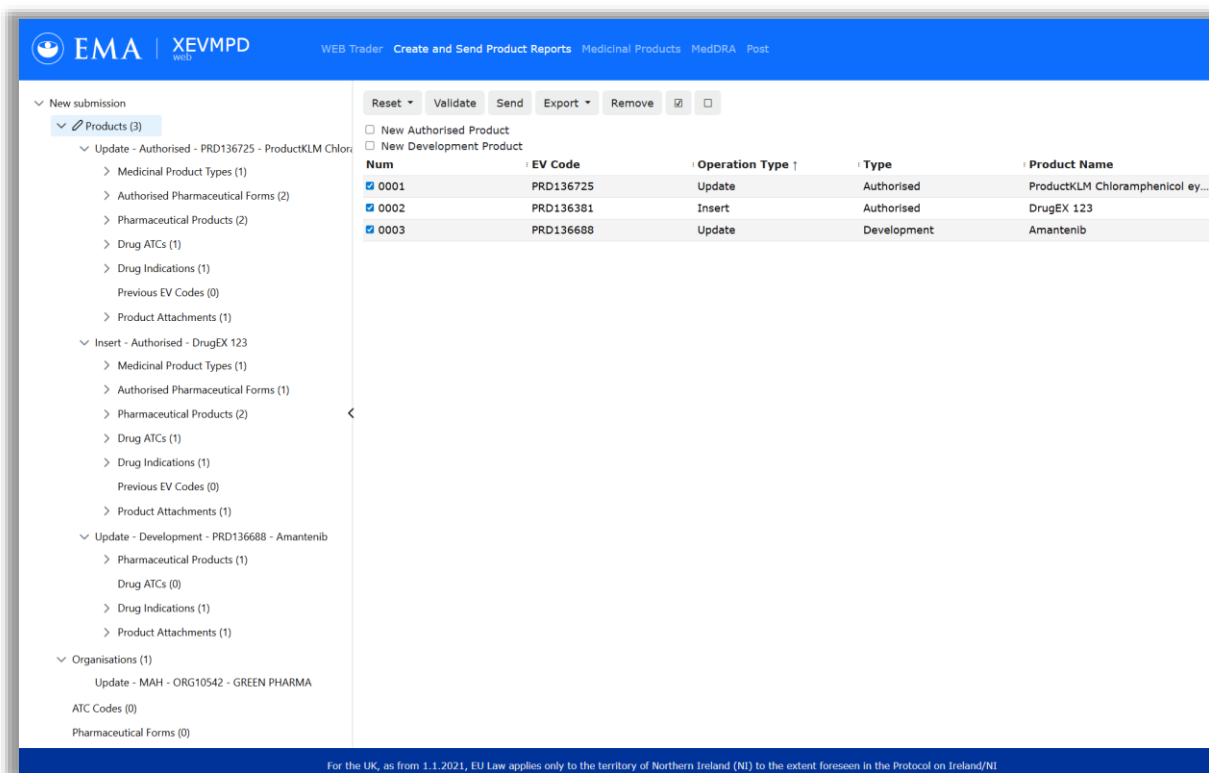 EMA | XEVMPD
web
WEB Trader Create and Send Product Reports Medicinal Products MedDRA Post
New submission
Products (3)
Update - Authorised - PRD136725 - ProductKLM Chlora
Medicinal Product Types (1)
Authorised Pharmaceutical Forms (2)
Pharmaceutical Products (2)
Drug ATCs (1)
Drug Indications (1)
Previous EV Codes (0)
Product Attachments (1)
Insert - Authorised - DrugEX 123
Medicinal Product Types (1)
Authorised Pharmaceutical Forms (1)
Pharmaceutical Products (2)
Drug ATCs (1)
Drug Indications (1)
Previous EV Codes (0)
Product Attachments (1)
Update - Development - PRD136688 - Amantenib
Pharmaceutical Products (1)
Drug ATCs (0)
Drug Indications (1)
Product Attachments (1)
Organisations (1)
Update - MAH - ORG10542 - GREEN PHARMA
ATC Codes (0)
Pharmaceutical Forms (0)
Reset Validate Send Export Remove
New Authorised Product
New Development Product
Num EV Code Operation Type ↑ Type Product Name
0001 PRD136725 Update Authorised ProductKLM Chloramphenicol ey...
0002 PRD136381 Insert Authorised DrugEX 123
0003 PRD136688 Update Development Amantenib
For the UK, as from 1.1.2021, EU Law applies only to the territory of Northern Ireland (NI) to the extent foreseen in the Protocol on Ireland/NI